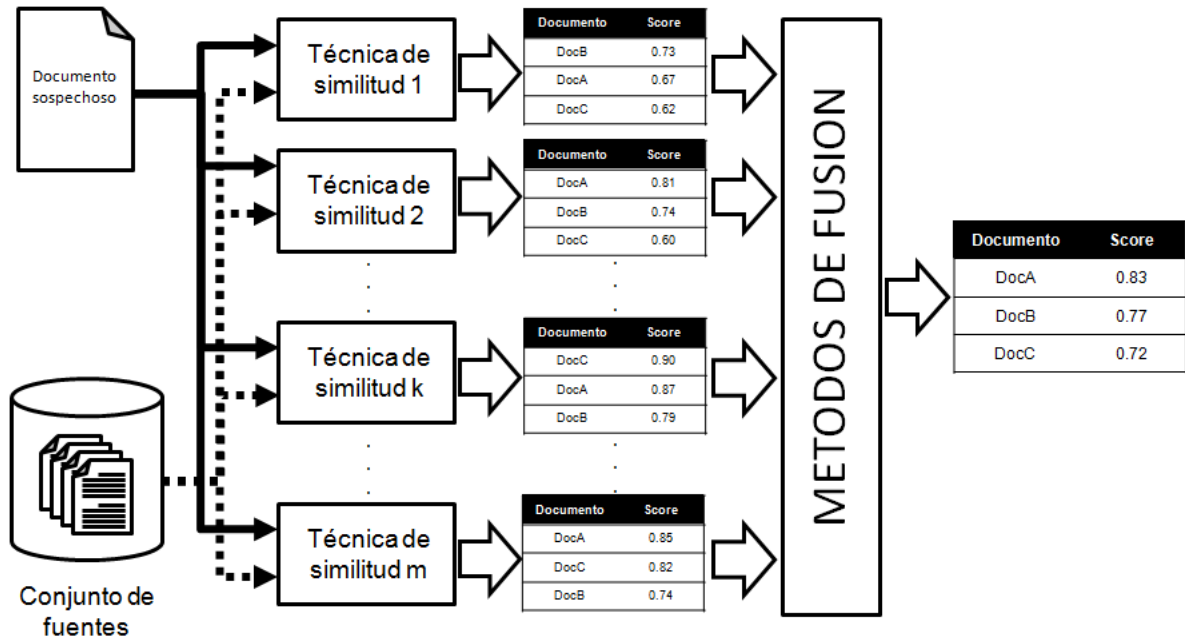 Documento
sospechoso
Conjunto de
fuentes
Técnica de
similitud 1
Documento Score
DocB 0.73
DocA 0.67
DocC 0.62
Técnica de
similitud 2
Documento Score
DocA 0.81
DocB 0.74
DocC 0.60
Técnica de
similitud k
Documento Score
DocC 0.90
DocA 0.87
DocB 0.79
Técnica de
similitud m
Documento Score
DocA 0.85
DocC 0.82
DocB 0.74
METODOS DE FUSION
Documento Score
DocA 0.83
DocB 0.77
DocC 0.72